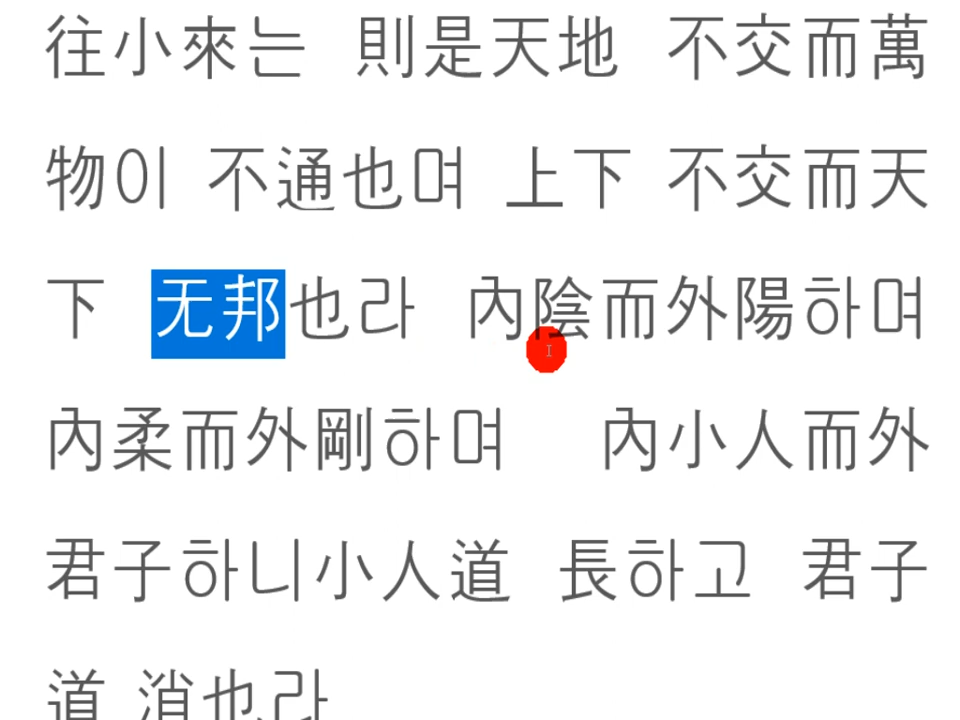 往小來는 則是天地 不交而萬
物이 不通也며 上下 不交而天
下 无邦也라 內陰而外陽하며
內柔而外剛하며 內小人而外
君子하니小人道 長하고 君子
道 消也라